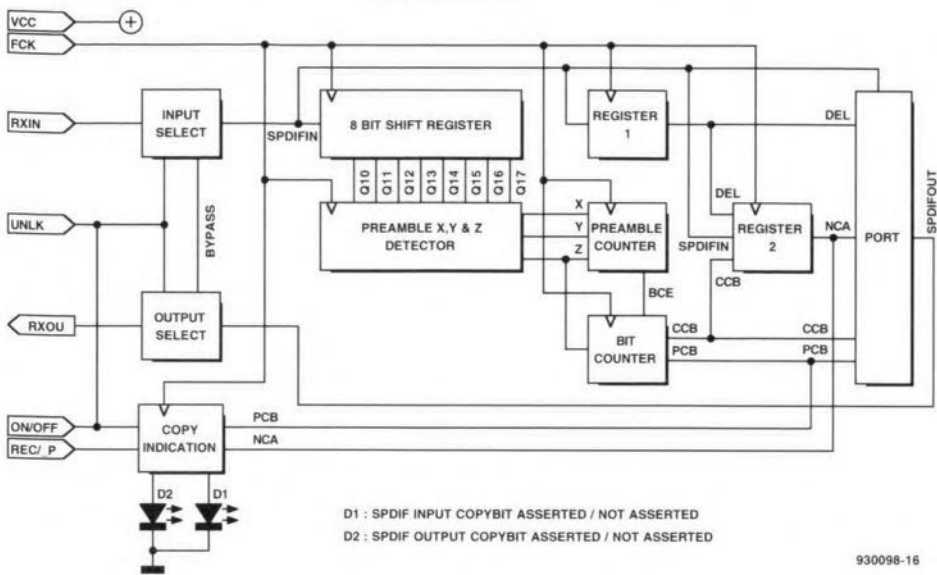 VCC
FCK
RXIN
INPUT
SELECT
SPDIFIN
8 BIT SHIFT REGISTER
REGISTER
1
DEL
Q10
Q11
Q12
Q13
Q14
Q15
Q16
Q17
UNLK
BYPASS
PREAMBLE X,Y & Z
DETECTOR
X
Y
Z
PREAMBLE
COUNTER
DEL
SPDIFIN
REGISTER
2
CCB
NCA
PORT
SPDIFOUT
RXOU
OUTPUT
SELECT
BCE
BIT
COUNTER
CCB
PCB
CCB
PCB
ON/OFF
REC/_P
COPY
INDICATION
PCB
NCA
D2
D1
D1 : SPDIF INPUT COPYBIT ASSERTED / NOT ASSERTED
D2 : SPDIF OUTPUT COPYBIT ASSERTED / NOT ASSERTED
930098-16